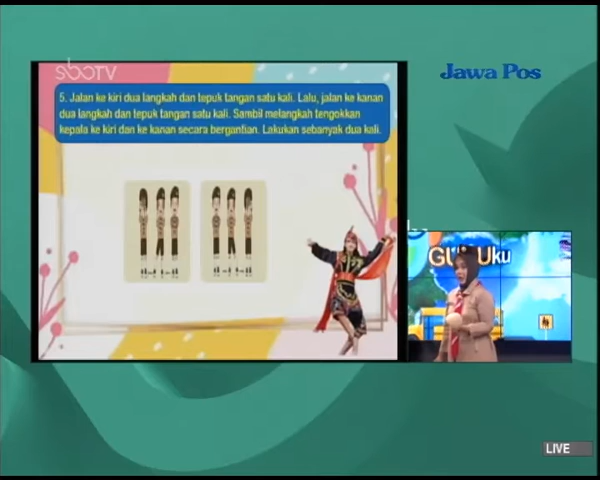 sboTV
Jawa Pos
5. Jalan ke kiri dua langkah dan tepuk tangan satu kali. Lalu, jalan ke kanan
dua langkah dan tepuk tangan satu kali. Sambil melangkah tengokkan
kepala ke kiri dan ke kanan secara bergantian. Lakukan sebanyak dua kali.
LIVE